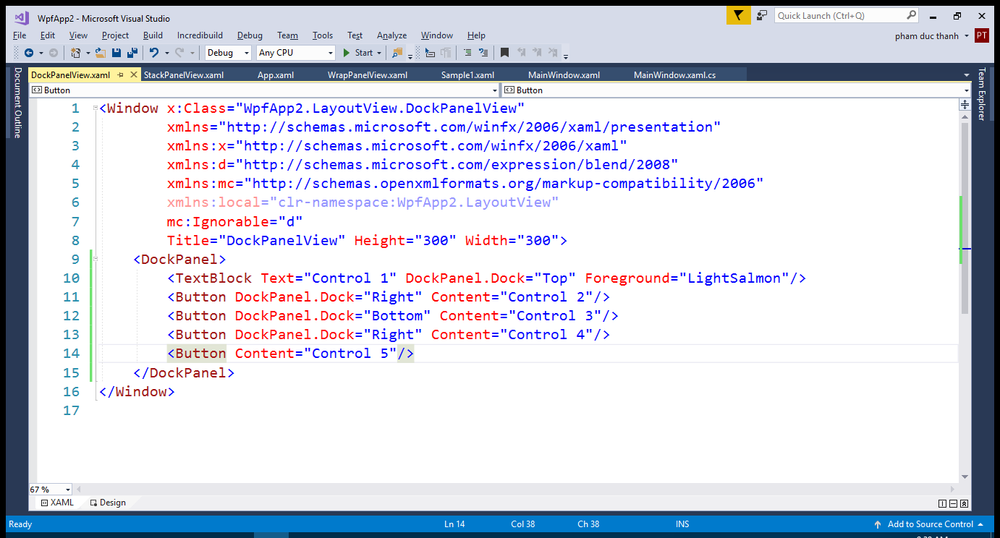 WpfApp2 - Microsoft Visual Studio
Quick Launch (Ctrl+Q)
File Edit View Project Build Incredibuild Debug Team Tools Test Analyze Window Help
pham duc thanh PT
Debug Any CPU Start
Document Outline
DockPanelView.xaml StackPanelView.xaml App.xaml WrapPanelView.xaml Sample1.xaml MainWindow.xaml MainWindow.xaml.cs
Team Explorer
Button Button
1 <Window x:Class="WpfApp2.LayoutView.DockPanelView"
2 xmlns="http://schemas.microsoft.com/winfx/2006/xaml/presentation"
3 xmlns:x="http://schemas.microsoft.com/winfx/2006/xaml"
4 xmlns:d="http://schemas.microsoft.com/expression/blend/2008"
5 xmlns:mc="http://schemas.openxmlformats.org/markup-compatibility/2006"
6 xmlns:local="clr-namespace:WpfApp2.LayoutView"
7 mc:Ignorable="d"
8 Title="DockPanelView" Height="300" Width="300">
9 <DockPanel>
10 <TextBlock Text="Control 1" DockPanel.Dock="Top" Foreground="LightSalmon"/>
11 <Button DockPanel.Dock="Right" Content="Control 2"/>
12 <Button DockPanel.Dock="Bottom" Content="Control 3"/>
13 <Button DockPanel.Dock="Right" Content="Control 4"/>
14 <Button Content="Control 5"/>
15 </DockPanel>
16 </Window>
17
67 %
XAML Design
Ready Ln 14 Col 38 Ch 38 INS Add to Source Control